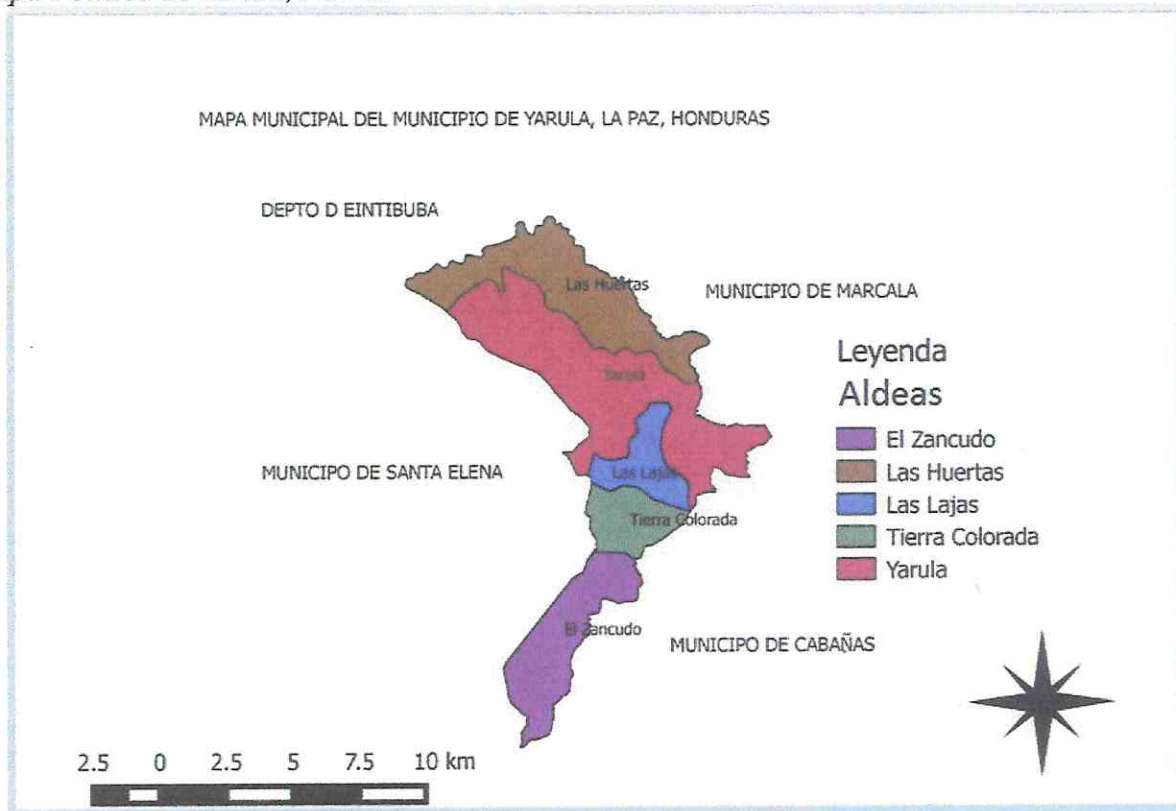 MAPA MUNICIPAL DEL MUNICIPIO DE YARULA, LA PAZ, HONDURAS
DEPTO D EINTIBUBA
Las Huertas
MUNICIPIO DE MARCALA
Leyenda
Aldeas
Yarula
El Zancudo
Las Huertas
MUNICIPO DE SANTA ELENA
Las Lajas
Las Lajas
Tierra Colorada
Tierra Colorada
Yarula
El Zancudo
MUNICIPO DE CABAÑAS
2.5 0 2.5 5 7.5 10 km